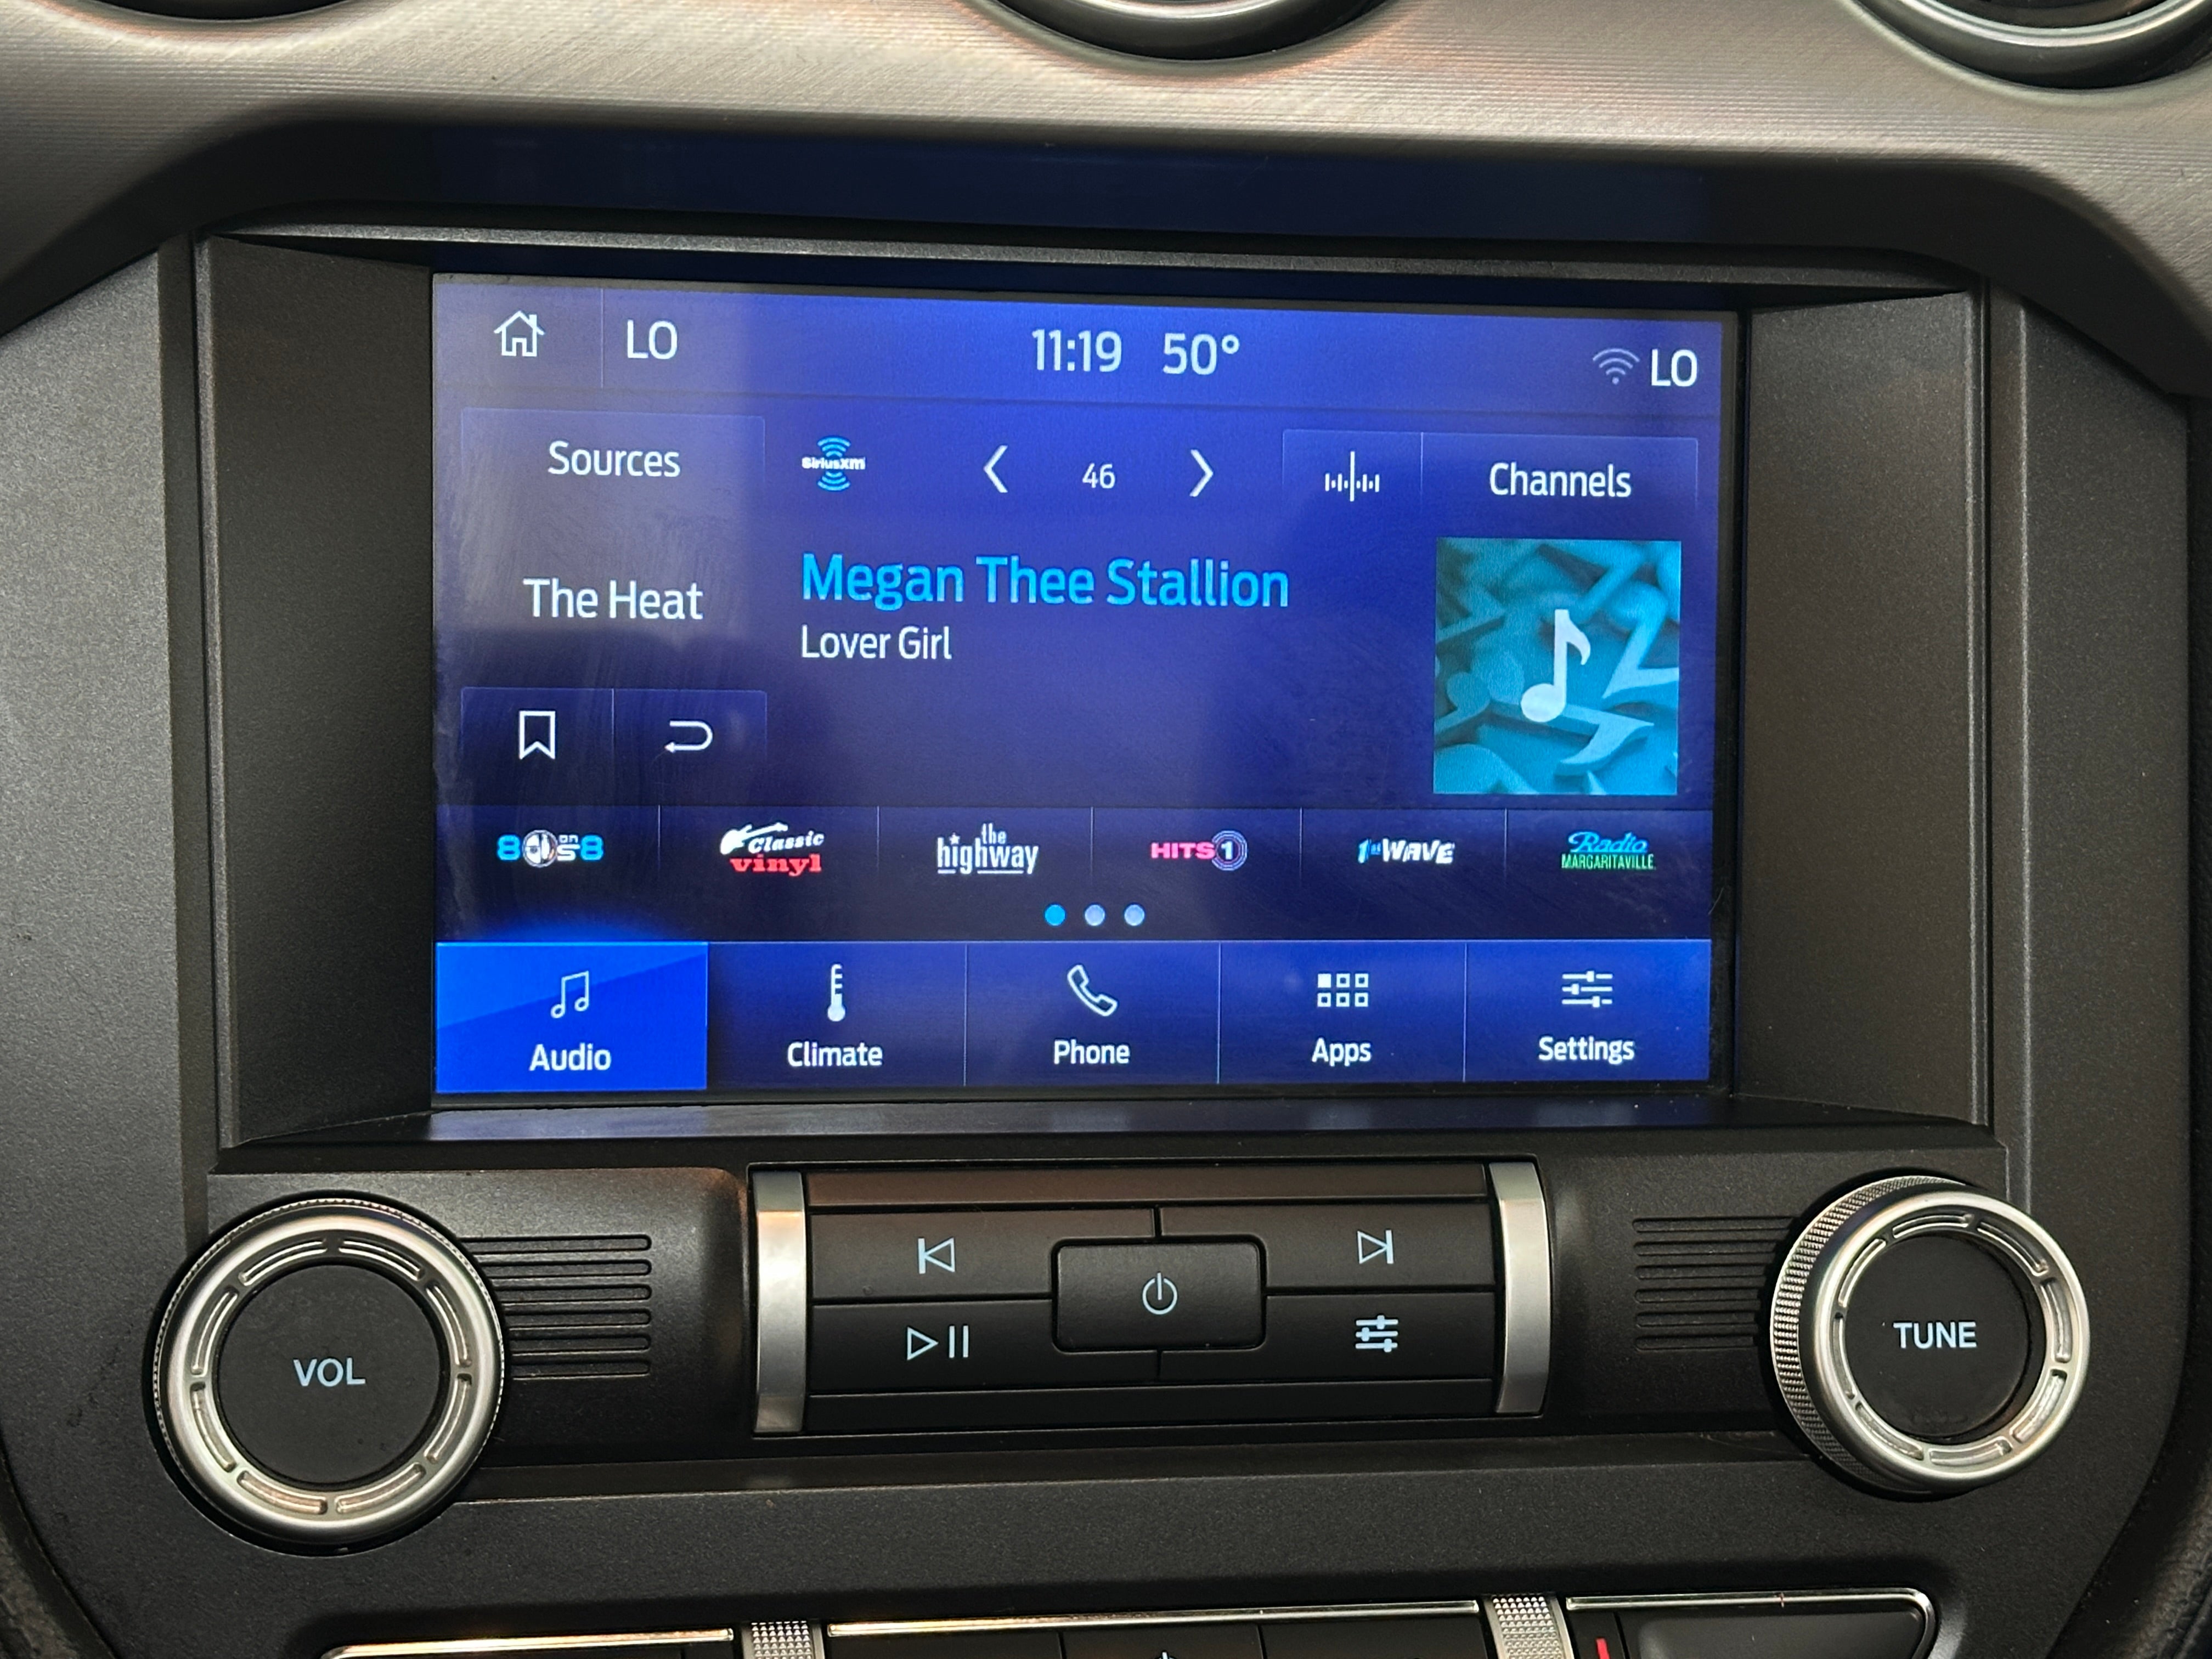 LO 11:19 50° LO
Sources SiriusXM 46 Channels
The Heat
Megan Thee Stallion
Lover Girl
80s on 8
Classic vinyl
the highway
HITS 1
1st WAVE
Radio MARGARITAVILLE
Audio Climate Phone Apps Settings
VOL TUNE